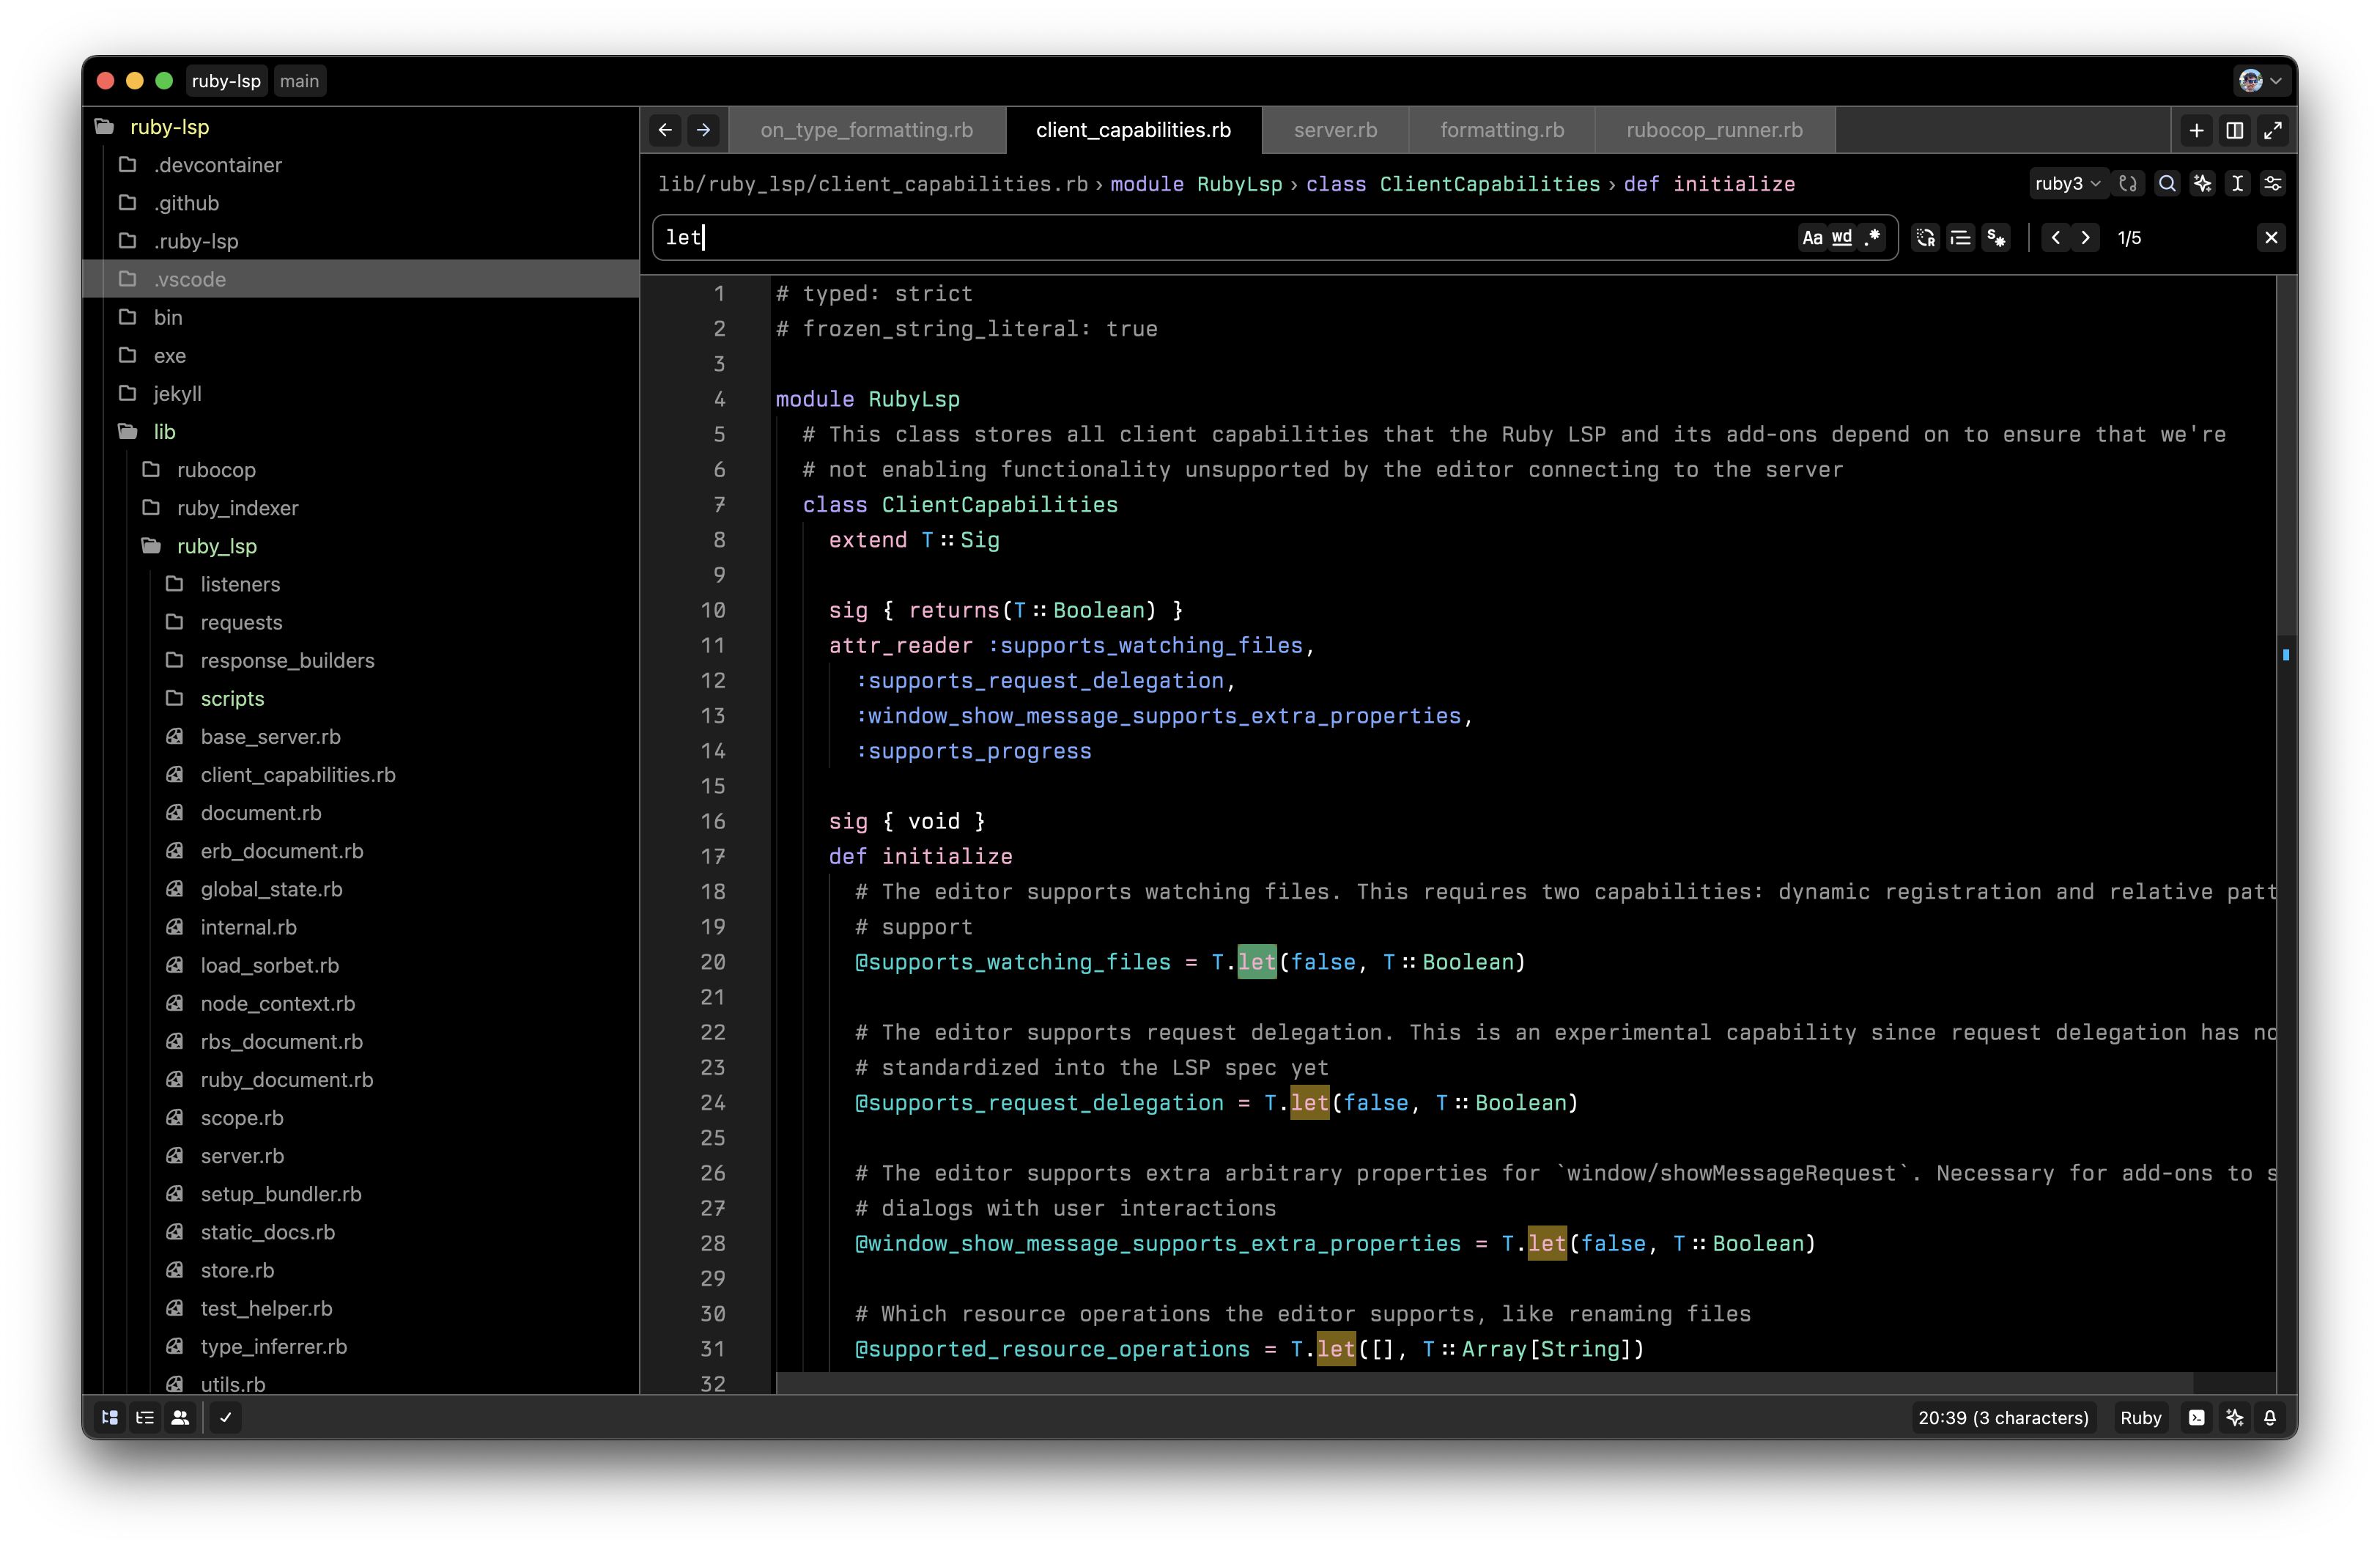 ruby-lsp main
ruby-lsp
.devcontainer
.github
.ruby-lsp
.vscode
bin
exe
jekyll
lib
rubocop
ruby_indexer
ruby_lsp
listeners
requests
response_builders
scripts
base_server.rb
client_capabilities.rb
document.rb
erb_document.rb
global_state.rb
internal.rb
load_sorbet.rb
node_context.rb
rbs_document.rb
ruby_document.rb
scope.rb
server.rb
setup_bundler.rb
static_docs.rb
store.rb
test_helper.rb
type_inferrer.rb
utils.rb
on_type_formatting.rb client_capabilities.rb server.rb formatting.rb rubocop_runner.rb
lib/ruby_lsp/client_capabilities.rb › module RubyLsp › class ClientCapabilities › def initialize ruby3
let Aa wd .* 1/5
1 # typed: strict
2 # frozen_string_literal: true
3
4 module RubyLsp
5 # This class stores all client capabilities that the Ruby LSP and its add-ons depend on to ensure that we're
6 # not enabling functionality unsupported by the editor connecting to the server
7 class ClientCapabilities
8 extend T::Sig
9
10 sig { returns(T::Boolean) }
11 attr_reader :supports_watching_files,
12 :supports_request_delegation,
13 :window_show_message_supports_extra_properties,
14 :supports_progress
15
16 sig { void }
17 def initialize
18 # The editor supports watching files. This requires two capabilities: dynamic registration and relative patt
19 # support
20 @supports_watching_files = T.let(false, T::Boolean)
21
22 # The editor supports request delegation. This is an experimental capability since request delegation has no
23 # standardized into the LSP spec yet
24 @supports_request_delegation = T.let(false, T::Boolean)
25
26 # The editor supports extra arbitrary properties for `window/showMessageRequest`. Necessary for add-ons to s
27 # dialogs with user interactions
28 @window_show_message_supports_extra_properties = T.let(false, T::Boolean)
29
30 # Which resource operations the editor supports, like renaming files
31 @supported_resource_operations = T.let([], T::Array[String])
32
20:39 (3 characters) Ruby